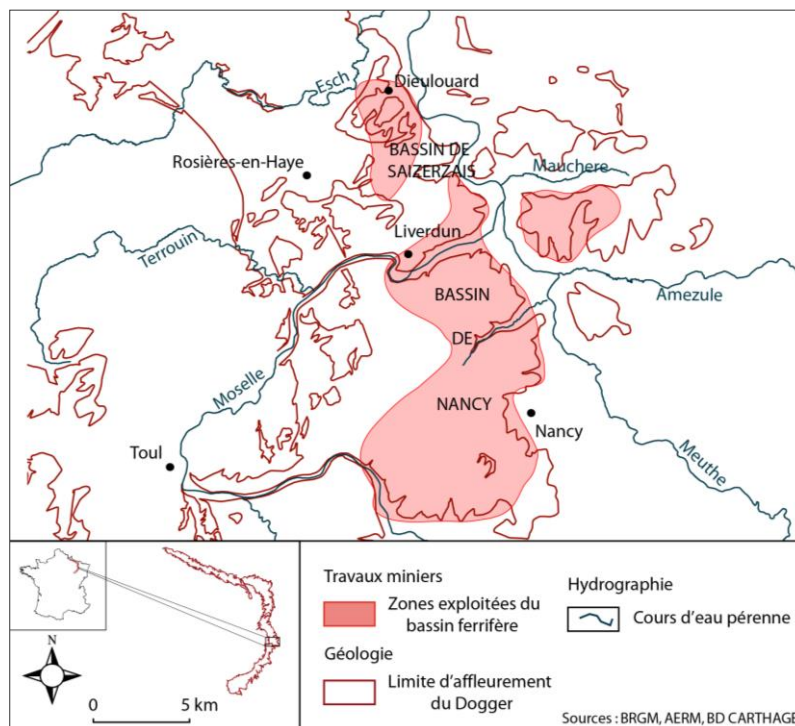 Esch
Dieulouard
BASSIN DE
SAIZERZAIS
Rosières-en-Haye
Mauchere
Liverdun
Terrouin
BASSIN
Amezule
DE
Moselle
NANCY
Nancy
Toul
Meuthe
N
0 5 km
Travaux miniers
Zones exploitées du
bassin ferrifère
Géologie
Limite d'affleurement
du Dogger
Hydrographie
Cours d'eau pérenne
Sources : BRGM, AERM, BD CARTHAGE